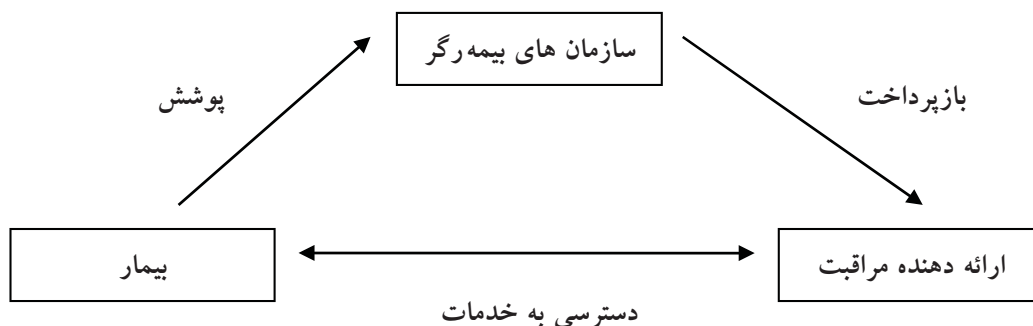 سازمان های بیمه رگر
بازپرداخت
پوشش
ارائه دهنده مراقبت
بیمار
دسترسی به خدمات